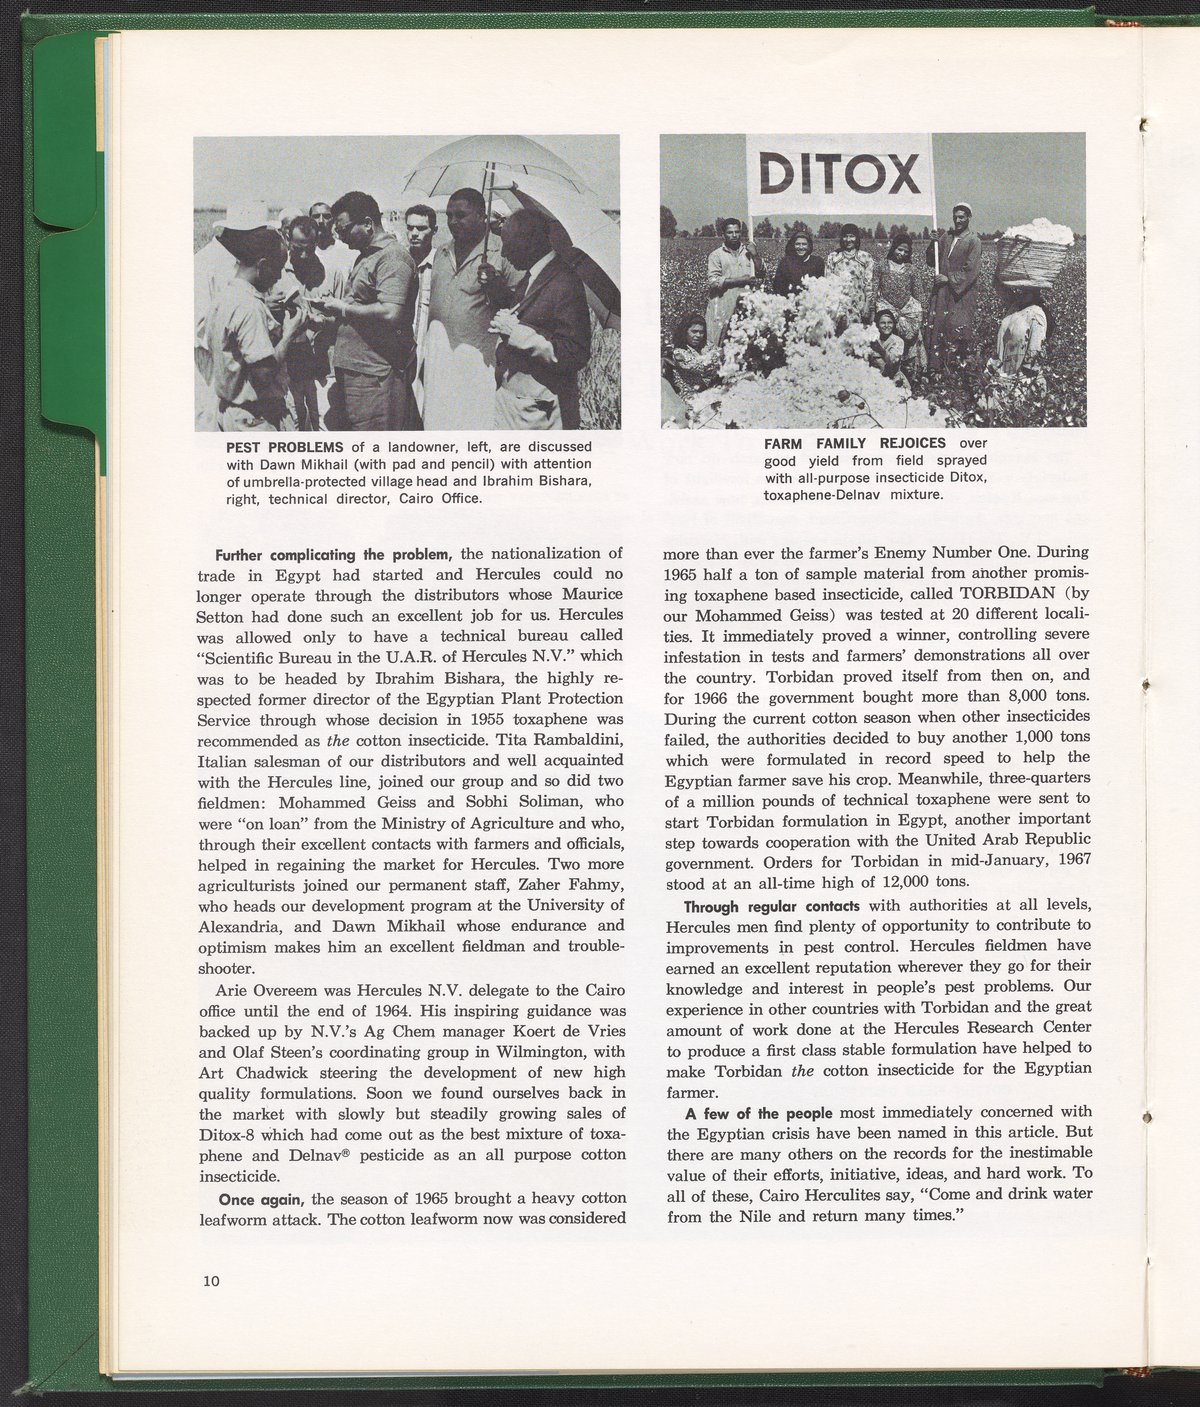 DITOX
PEST PROBLEMS of a landowner, left, are discussed
with Dawn Mikhail (with pad and pencil) with attention
of umbrella-protected village head and Ibrahim Bishara,
right, technical director, Cairo Office.
FARM FAMILY REJOICES over
good yield from field sprayed
with all-purpose insecticide Ditox,
toxaphene-Delnav mixture.
Further complicating the problem, the nationalization of
trade in Egypt had started and Hercules could no
longer operate through the distributors whose Maurice
Setton had done such an excellent job for us. Hercules
was allowed only to have a technical bureau called
“Scientific Bureau in the U.A.R. of Hercules N.V.” which
was to be headed by Ibrahim Bishara, the highly re-
spected former director of the Egyptian Plant Protection
Service through whose decision in 1955 toxaphene was
recommended as the cotton insecticide. Tita Rambaldini,
Italian salesman of our distributors and well acquainted
with the Hercules line, joined our group and so did two
fieldmen: Mohammed Geiss and Sobhi Soliman, who
were “on loan” from the Ministry of Agriculture and who,
through their excellent contacts with farmers and officials,
helped in regaining the market for Hercules. Two more
agriculturists joined our permanent staff, Zaher Fahmy,
who heads our development program at the University of
Alexandria, and Dawn Mikhail whose endurance and
optimism makes him an excellent fieldman and trouble-
shooter.
Arie Overeem was Hercules N.V. delegate to the Cairo
office until the end of 1964. His inspiring guidance was
backed up by N.V.’s Ag Chem manager Koert de Vries
and Olaf Steen’s coordinating group in Wilmington, with
Art Chadwick steering the development of new high
quality formulations. Soon we found ourselves back in
the market with slowly but steadily growing sales of
Ditox-8 which had come out as the best mixture of toxa-
phene and Delnav® pesticide as an all purpose cotton
insecticide.
Once again, the season of 1965 brought a heavy cotton
leafworm attack. The cotton leafworm now was considered
more than ever the farmer’s Enemy Number One. During
1965 half a ton of sample material from another promis-
ing toxaphene based insecticide, called TORBIDAN (by
our Mohammed Geiss) was tested at 20 different locali-
ties. It immediately proved a winner, controlling severe
infestation in tests and farmers’ demonstrations all over
the country. Torbidan proved itself from then on, and
for 1966 the government bought more than 8,000 tons.
During the current cotton season when other insecticides
failed, the authorities decided to buy another 1,000 tons
which were formulated in record speed to help the
Egyptian farmer save his crop. Meanwhile, three-quarters
of a million pounds of technical toxaphene were sent to
start Torbidan formulation in Egypt, another important
step towards cooperation with the United Arab Republic
government. Orders for Torbidan in mid-January, 1967
stood at an all-time high of 12,000 tons.
Through regular contacts with authorities at all levels,
Hercules men find plenty of opportunity to contribute to
improvements in pest control. Hercules fieldmen have
earned an excellent reputation wherever they go for their
knowledge and interest in people’s pest problems. Our
experience in other countries with Torbidan and the great
amount of work done at the Hercules Research Center
to produce a first class stable formulation have helped to
make Torbidan the cotton insecticide for the Egyptian
farmer.
A few of the people most immediately concerned with
the Egyptian crisis have been named in this article. But
there are many others on the records for the inestimable
value of their efforts, initiative, ideas, and hard work. To
all of these, Cairo Herculites say, “Come and drink water
from the Nile and return many times.”
10